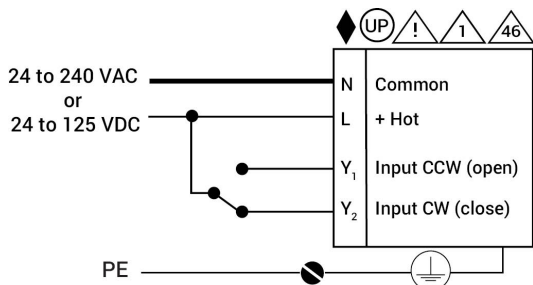 UP ! 1 46
24 to 240 VAC
or
24 to 125 VDC
N Common
L + Hot
Y1 Input CCW (open)
Y2 Input CW (close)
PE